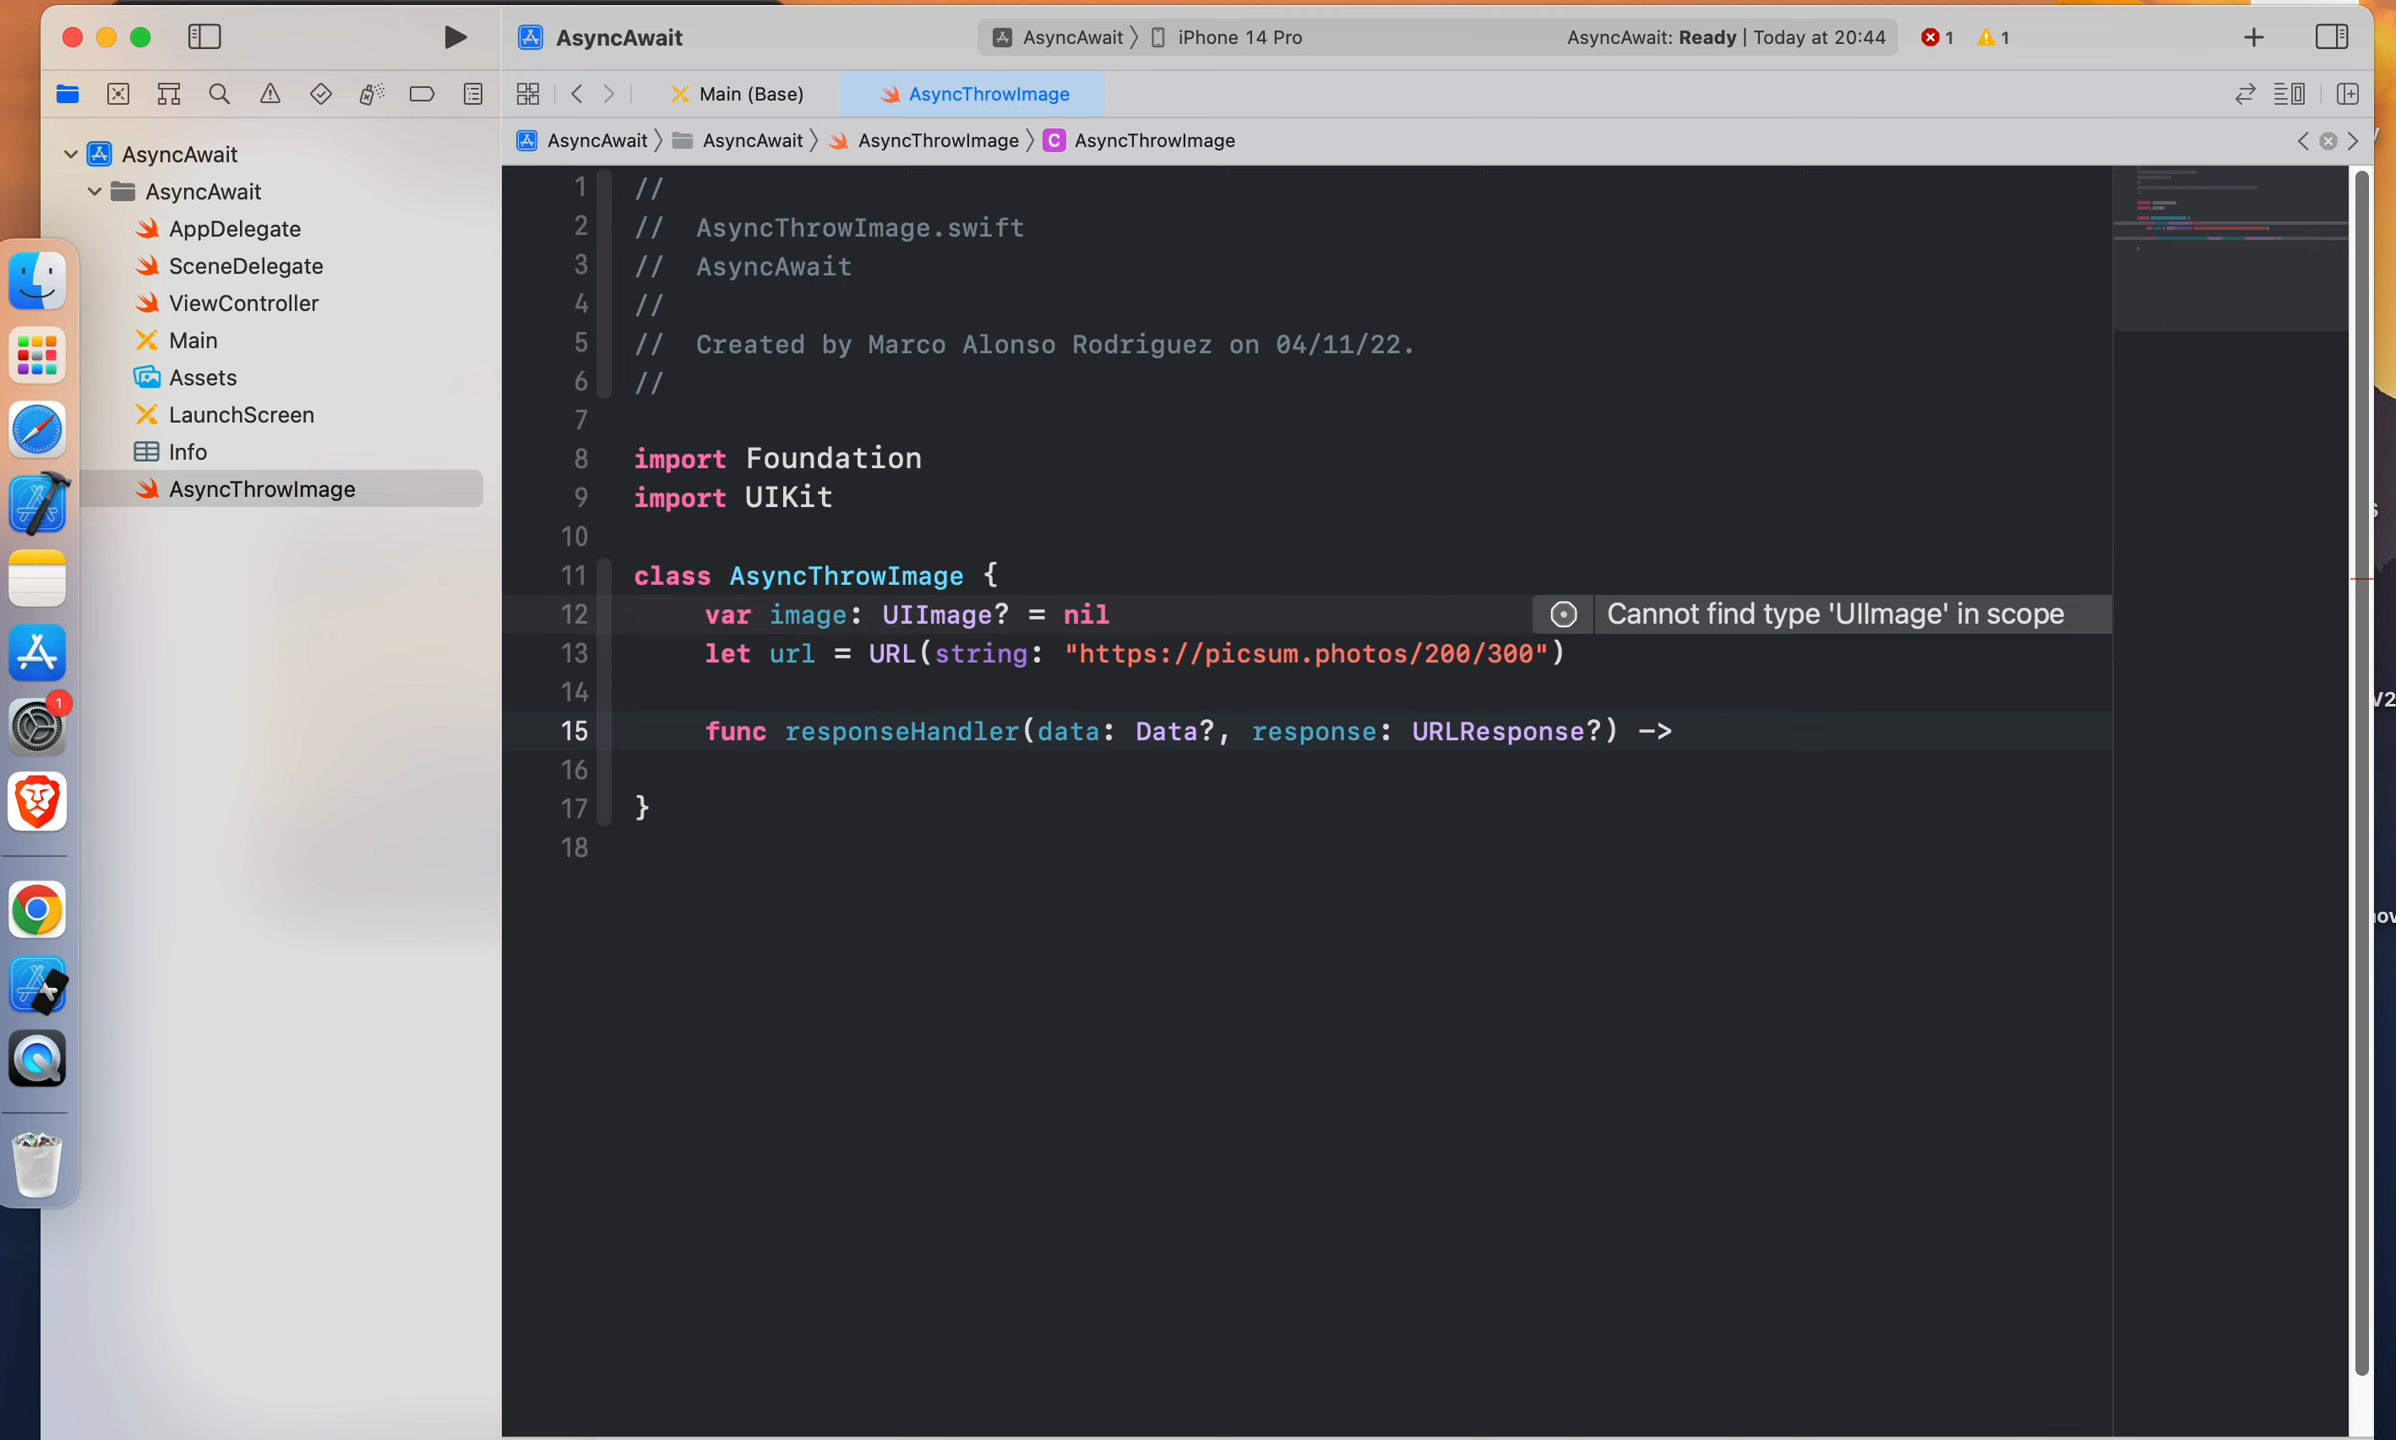 AsyncAwait
AsyncAwait
iPhone 14 Pro
AsyncAwait: Ready | Today at 20:44
1
1
Main (Base)
AsyncThrowImage
AsyncAwait
AsyncAwait
AsyncThrowImage
C
AsyncThrowImage
AsyncAwait
AsyncAwait
AppDelegate
SceneDelegate
ViewController
Main
Assets
LaunchScreen
Info
AsyncThrowImage
1
1 //
2 //  AsyncThrowImage.swift
3 //  AsyncAwait
4 //
5 //  Created by Marco Alonso Rodriguez on 04/11/22.
6 //
7
8 import Foundation
9 import UIKit
10
11 class AsyncThrowImage {
12     var image: UIImage? = nil
Cannot find type 'UIImage' in scope
13     let url = URL(string: "https://picsum.photos/200/300")
14
15     func responseHandler(data: Data?, response: URLResponse?) ->
16
17 }
18